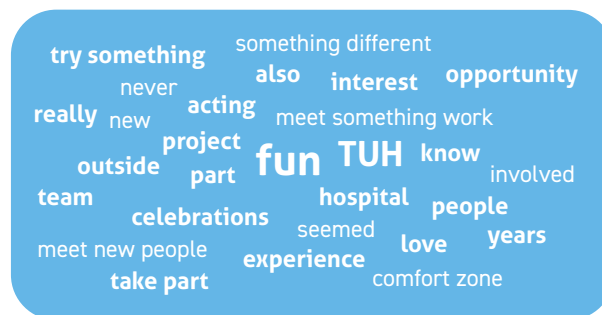 something different
try something
also
interest
opportunity
never
acting
really
new
meet something work
project
fun
TUH
know
outside
part
involved
team
hospital
people
celebrations
seemed
years
meet new people
love
experience
take part
comfort zone